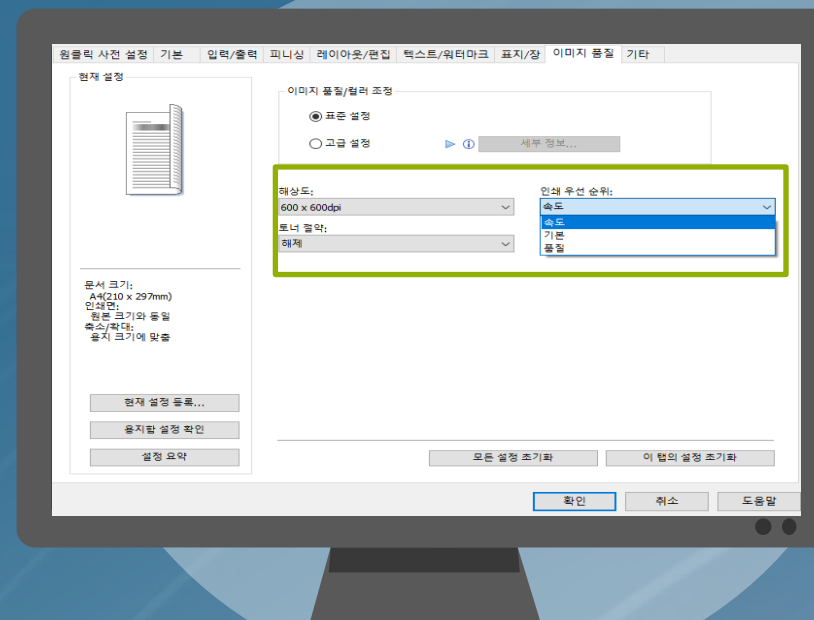 원클릭 사전 설정 기본 입력/출력 피니싱 레이아웃/편집 텍스트/워터마크 표지/장 이미지 품질 기타
현재 설정
이미지 품질/컬러 조정
표준 설정
고급 설정
세부 정보...
해상도:
600 x 600dpi
토너 절약:
해제
인쇄 우선 순위:
속도
속도
기본
품질
문서 크기:
A4(210 x 297mm)
인쇄면:
원본 크기와 동일
축소/확대:
용지 크기에 맞춤
현재 설정 등록...
용지함 설정 확인
설정 요약
모든 설정 초기화
이 탭의 설정 초기화
확인
취소
도움말